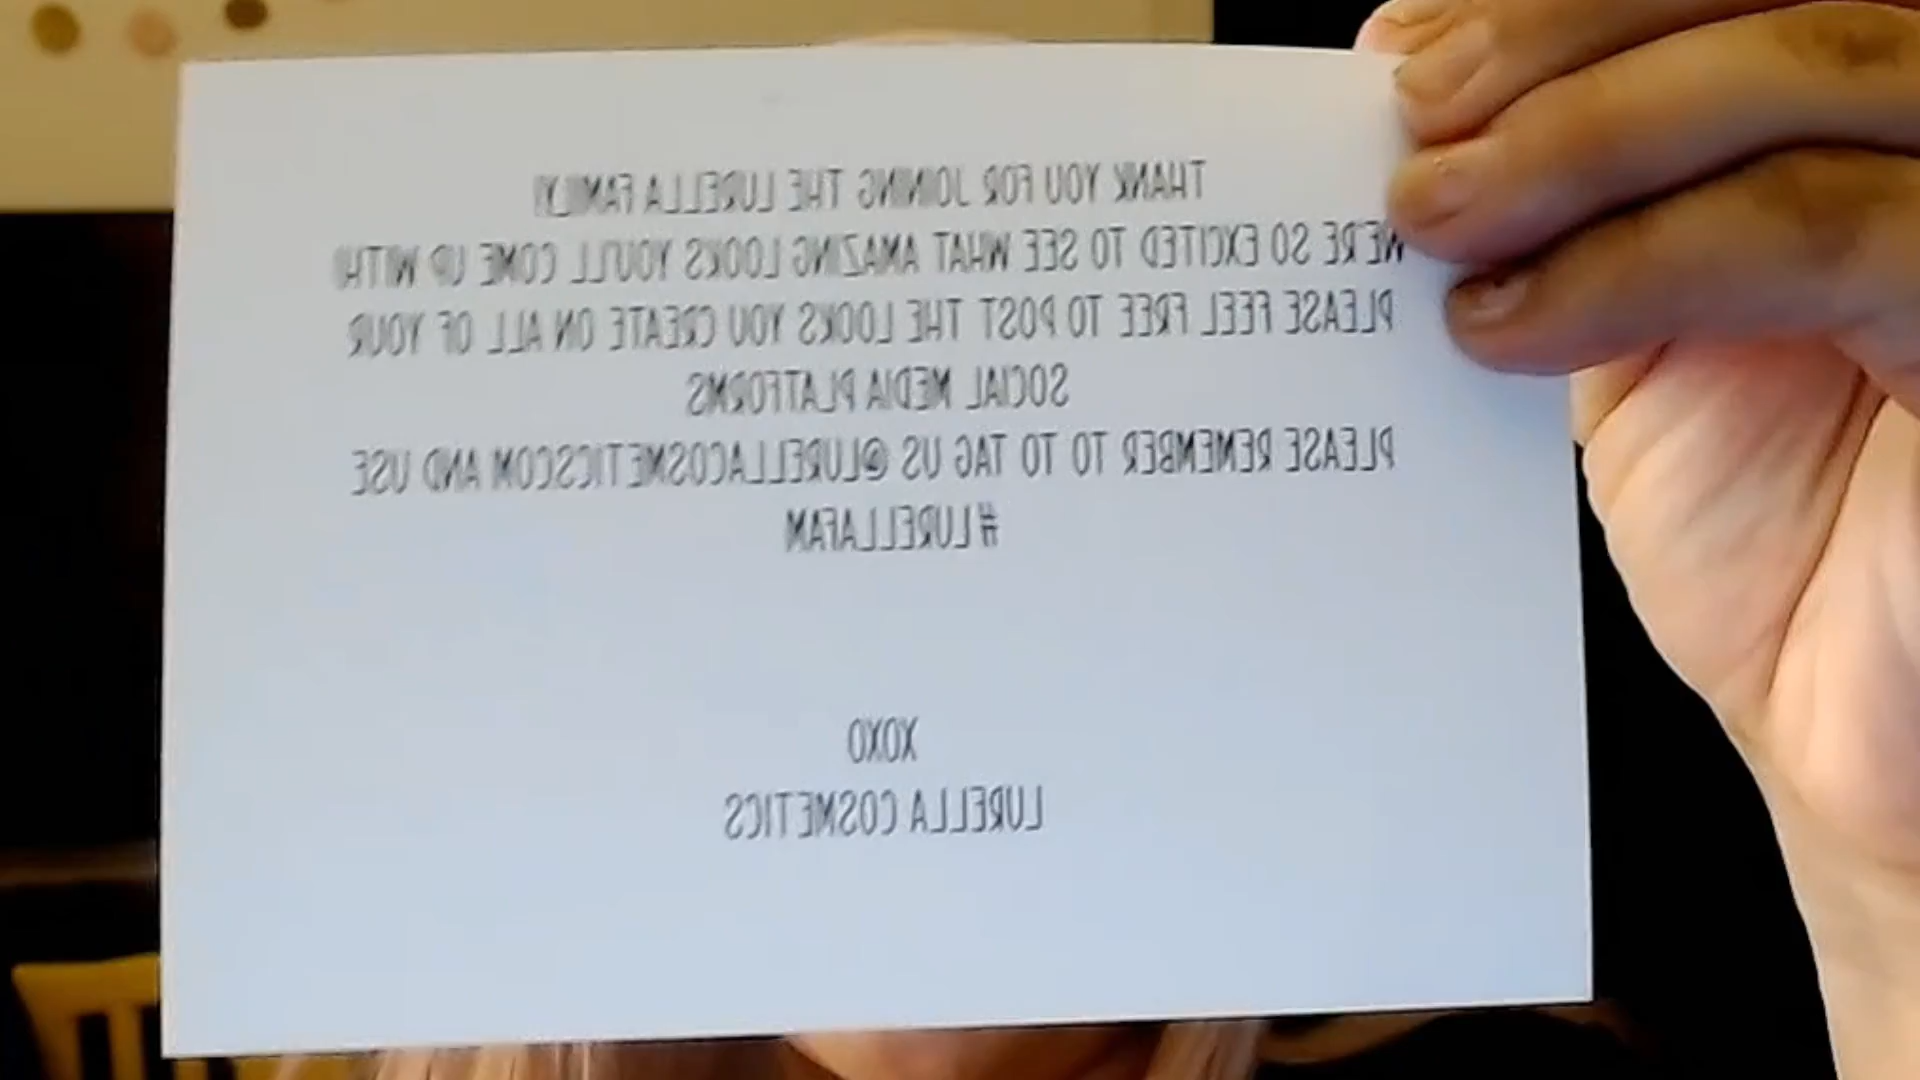 THANK YOU FOR JOINING THE LURELLA FAMILY!
WE'RE SO EXCITED TO SEE WHAT AMAZING LOOKS YOU'LL COME UP WITH!
PLEASE FEEL FREE TO POST THE LOOKS YOU CREATE ON ALL OF YOUR
SOCIAL MEDIA PLATFORMS
PLEASE REMEMBER TO TO TAG US @LURELLACOSMETICSCOM AND USE
#LURELLAFAM
XOXO
LURELLA COSMETICS